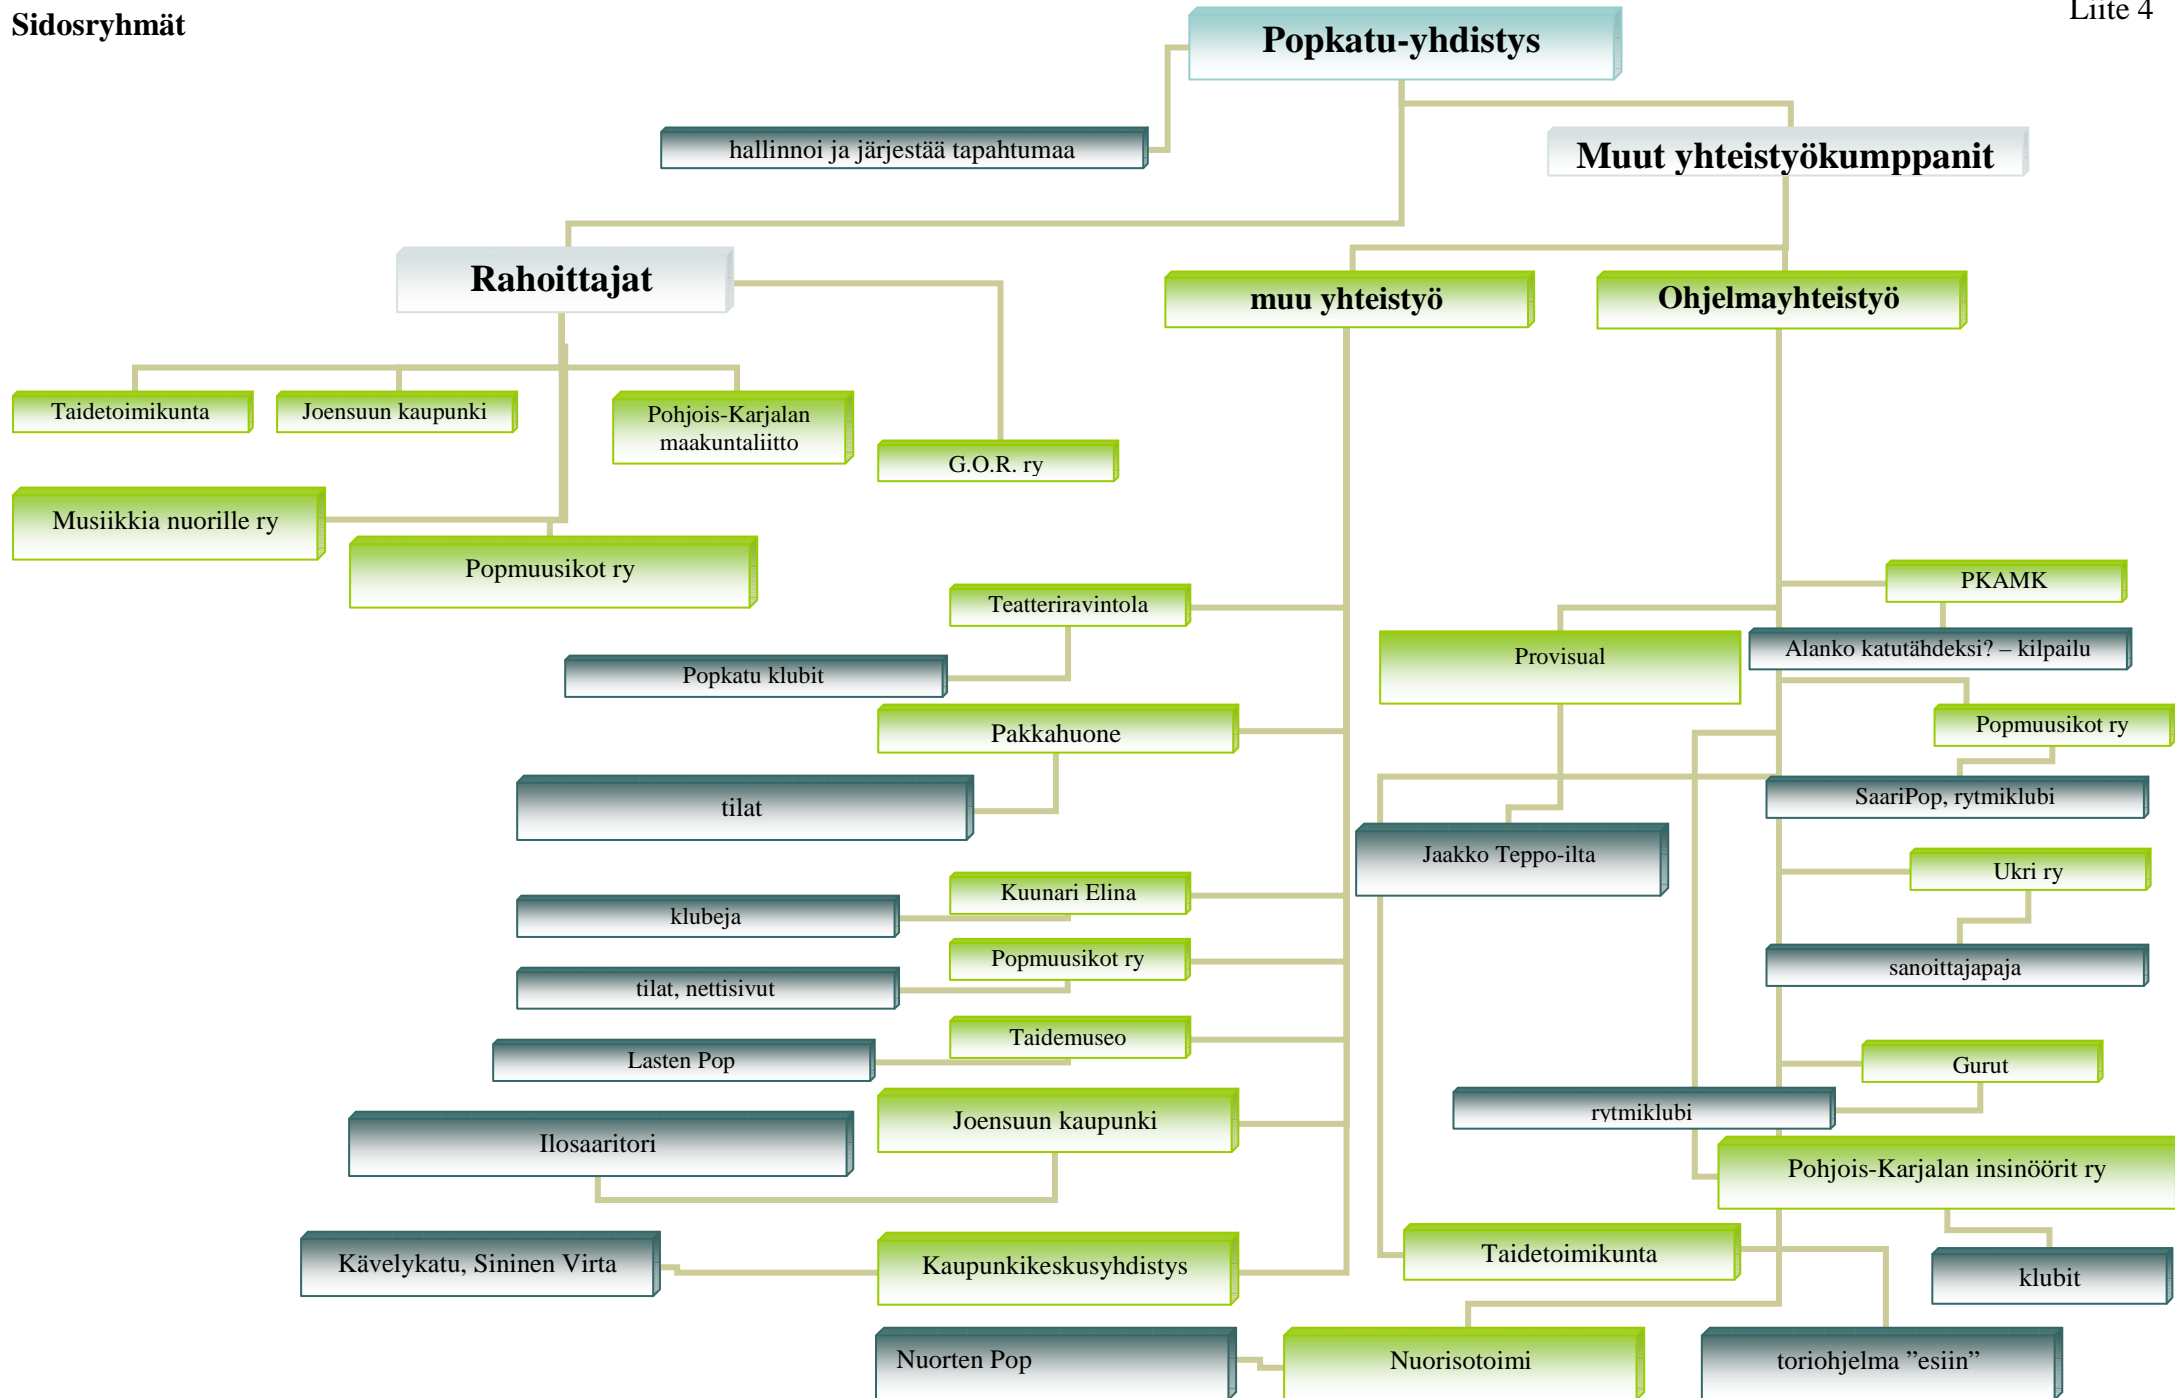 Sidosryhmät
Liite 4
Popkatu-yhdistys
hallinnoi ja järjestää tapahtumaa
Muut yhteistyökumppanit
Rahoittajat
muu yhteistyö
Ohjelmayhteistyö
Taidetoimikunta
Joensuun kaupunki
Pohjois-Karjalan
maakuntaliitto
G.O.R. ry
Musiikkia nuorille ry
Popmuusikot ry
Teatteriravintola
Popkatu klubit
Pakkahuone
tilat
Kuunari Elina
klubeja
Popmuusikot ry
tilat, nettisivut
Taidemuseo
Lasten Pop
Joensuun kaupunki
Ilosaaritori
Kaupunkikeskusyhdistys
Kävelykatu, Sininen Virta
PKAMK
Alanko katutähdeksi? – kilpailu
Provisual
Jaakko Teppo-ilta
Popmuusikot ry
SaariPop, rytmiklubi
Ukri ry
sanoittajapaja
Gurut
rytmiklubi
Pohjois-Karjalan insinöörit ry
klubit
Taidetoimikunta
toriohjelma ”esiin”
Nuorisotoimi
Nuorten Pop